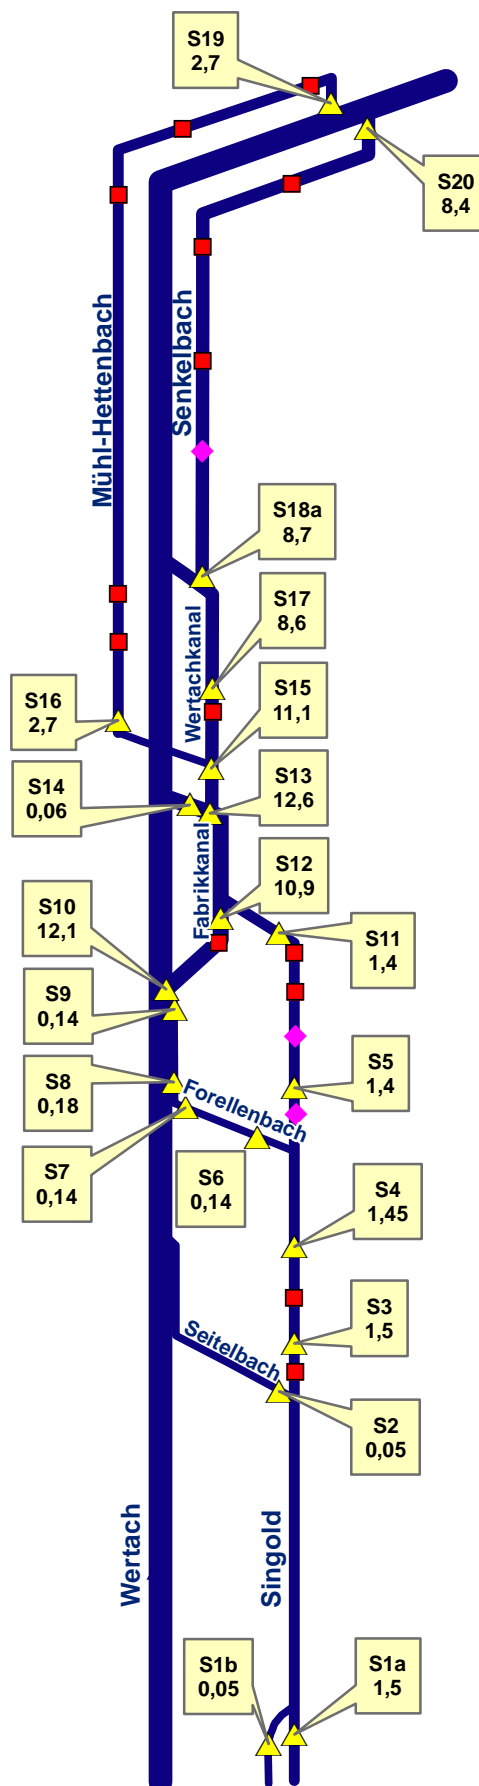 S19
2,7
S20
8,4
Mühl-Hettenbach
Senkelbach
S18a
8,7
S17
8,6
Wertachkanal
S15
11,1
S16
2,7
S14
0,06
S13
12,6
Fabrikkanal
S12
10,9
S10
12,1
S11
1,4
S9
0,14
S8
0,18
S5
1,4
Forellenbach
S7
0,14
S6
0,14
S4
1,45
S3
1,5
Seitelbach
S2
0,05
Wertach
Singold
S1b
0,05
S1a
1,5